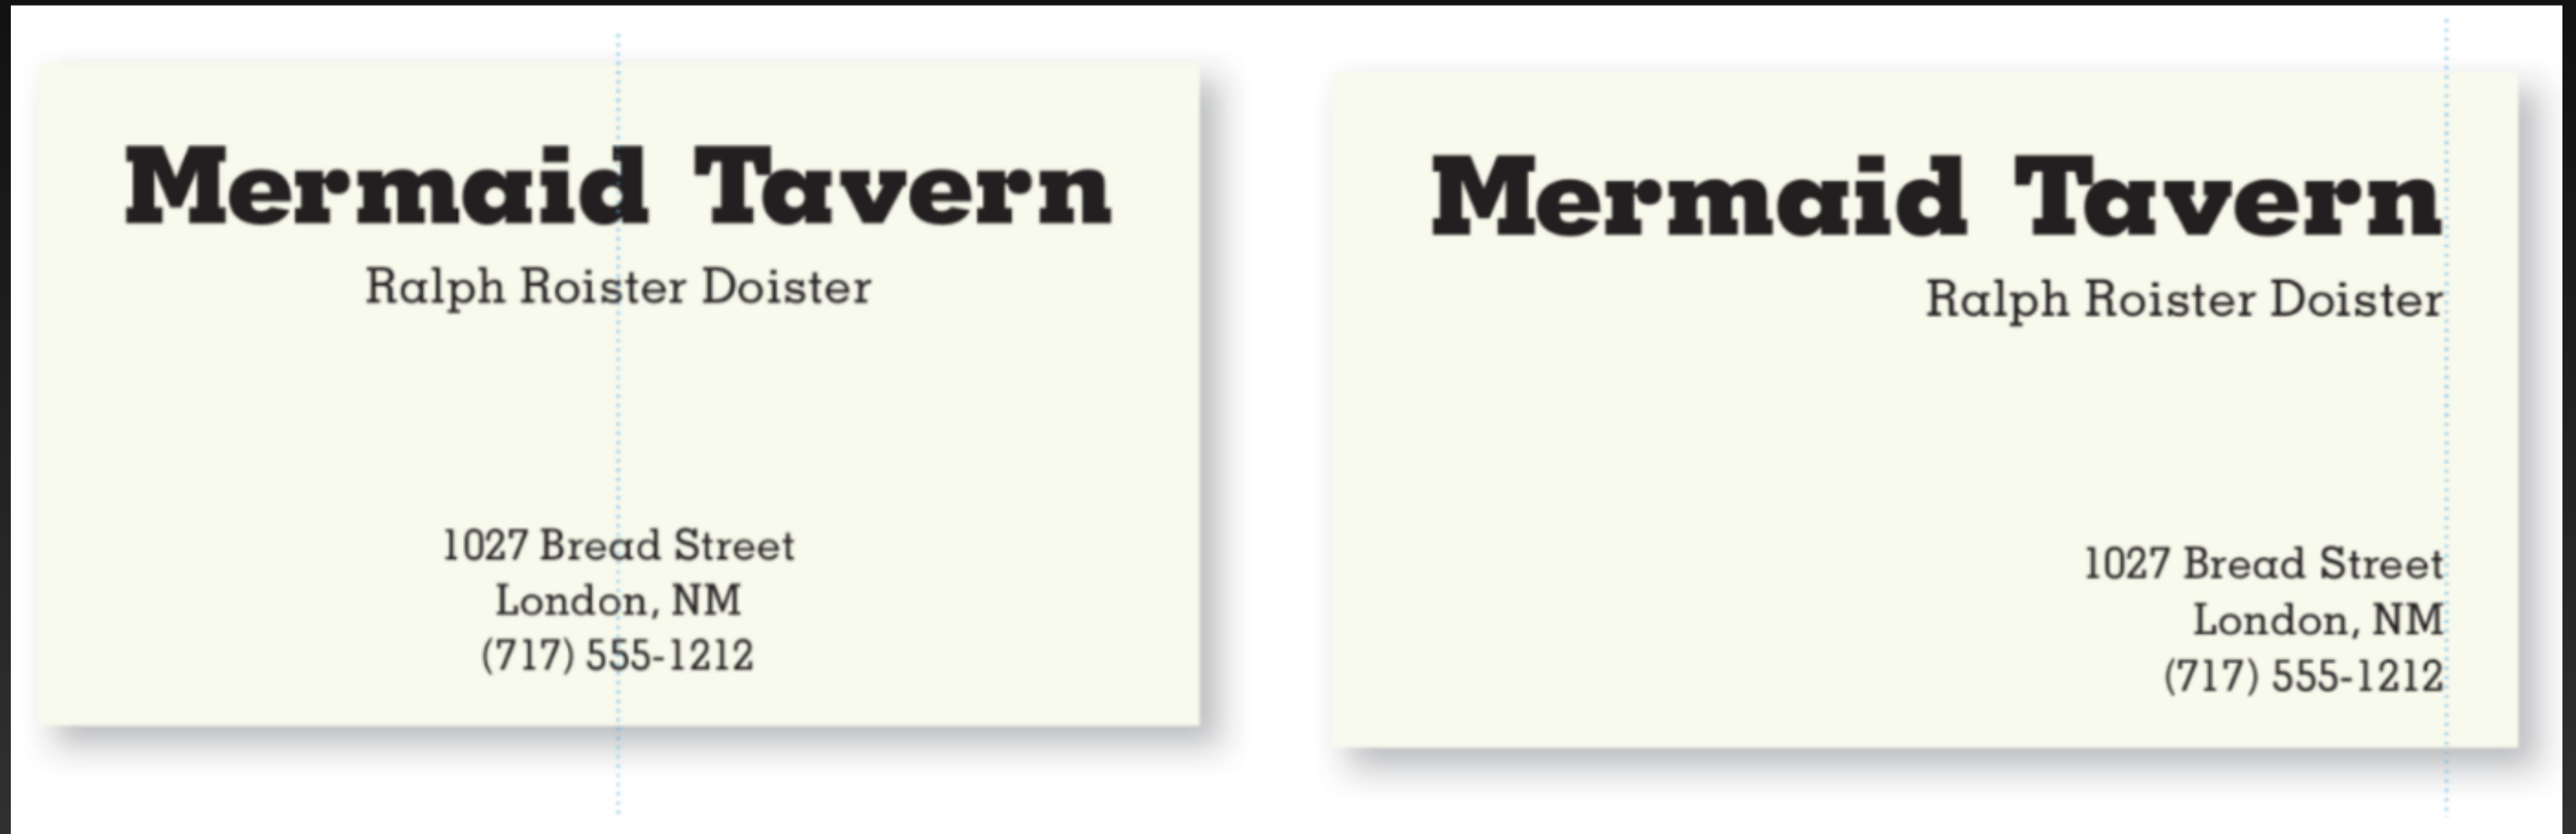 Mermaid Tavern
Ralph Roister Doister
1027 Bread Street
London, NM
(717) 555-1212
Mermaid Tavern
Ralph Roister Doister
1027 Bread Street
London, NM
(717) 555-1212